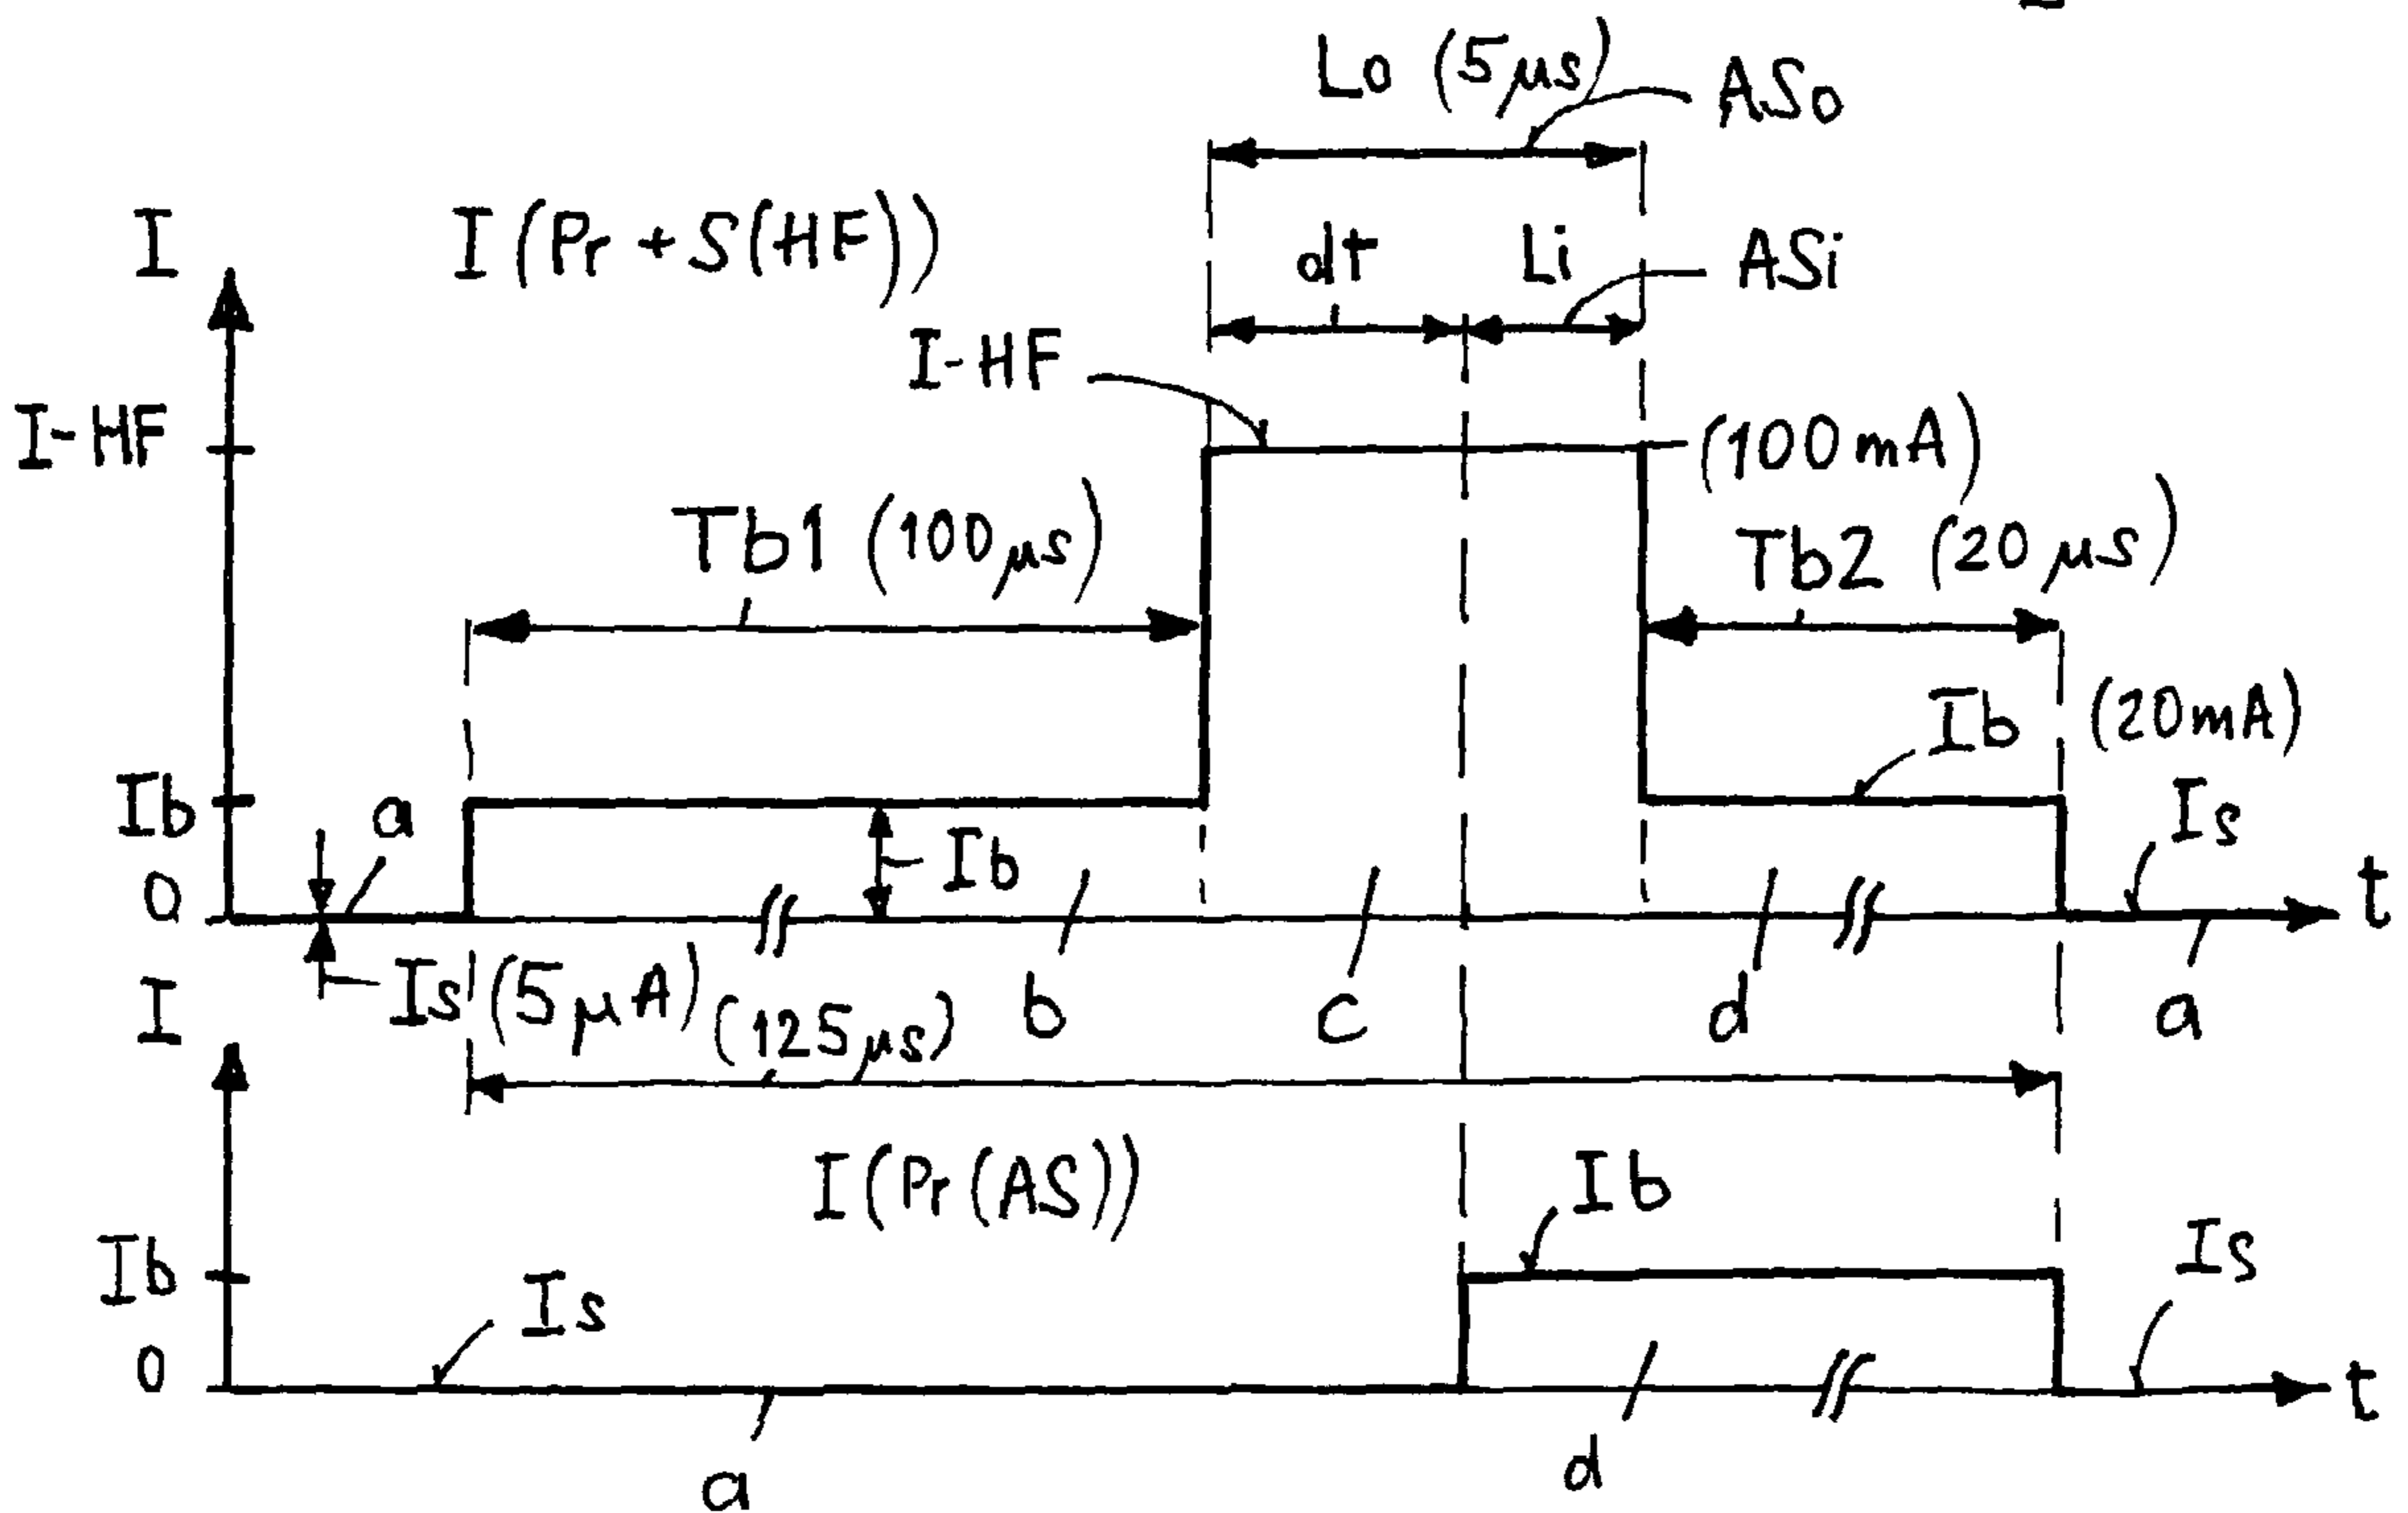 Lo (5µs)
ASo
I
I(Pr + S(HF))
dt
Li
ASi
I-HF
I-HF
(100mA)
Tb1 (100µs)
Tb2 (20µs)
Ib
(20mA)
Ib
a
Ib
Is
0
t
Is (5µA)
(125µs)
b
c
d
a
I
I(Pr(AS))
Ib
Ib
Is
Is
0
t
a
d